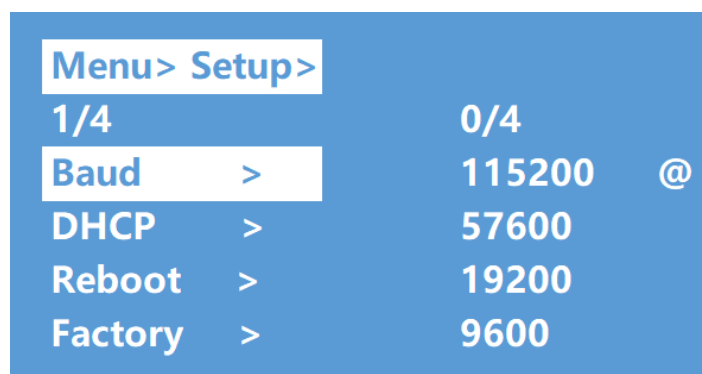 Menu> Setup>
1/4 0/4
Baud > 115200 @
DHCP > 57600
Reboot > 19200
Factory > 9600